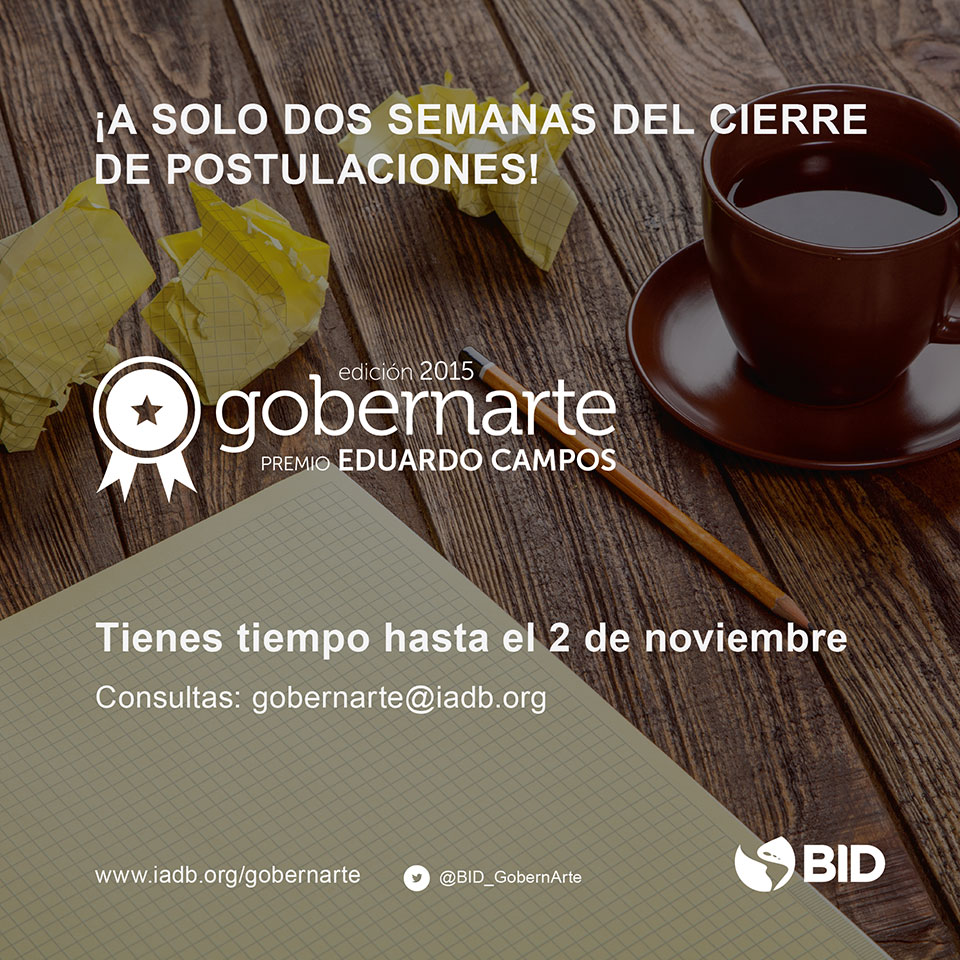 ¡A SOLO DOS SEMANAS DEL CIERRE
DE POSTULACIONES!
edición 2015
gobernarte
PREMIO EDUARDO CAMPOS
Tienes tiempo hasta el 2 de noviembre
Consultas: gobernarte@iadb.org
www.iadb.org/gobernarte
@BID_GobernArte
BID